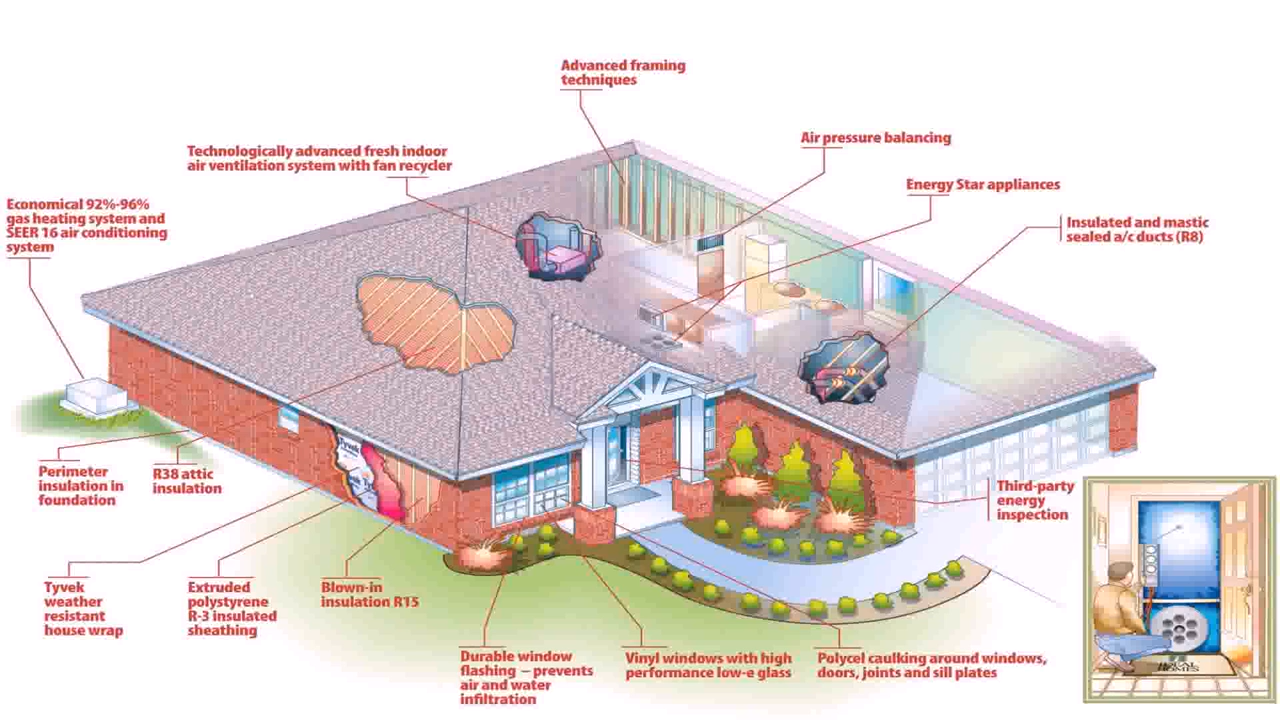 Advanced framing
techniques
Air pressure balancing
Technologically advanced fresh indoor
air ventilation system with fan recycler
Energy Star appliances
Economical 92%-96%
gas heating system and
SEER 16 air conditioning
system
Insulated and mastic
sealed a/c ducts (R8)
Tyvek
Perimeter
insulation in
foundation
R38 attic
insulation
Third-party
energy
inspection
Tyvek
weather
resistant
house wrap
Extruded
polystyrene
R-3 insulated
sheathing
Blown-in
insulation R15
Durable window
flashing – prevents
air and water
infiltration
Vinyl windows with high
performance low-e glass
Polycel caulking around windows,
doors, joints and sill plates
HOMES